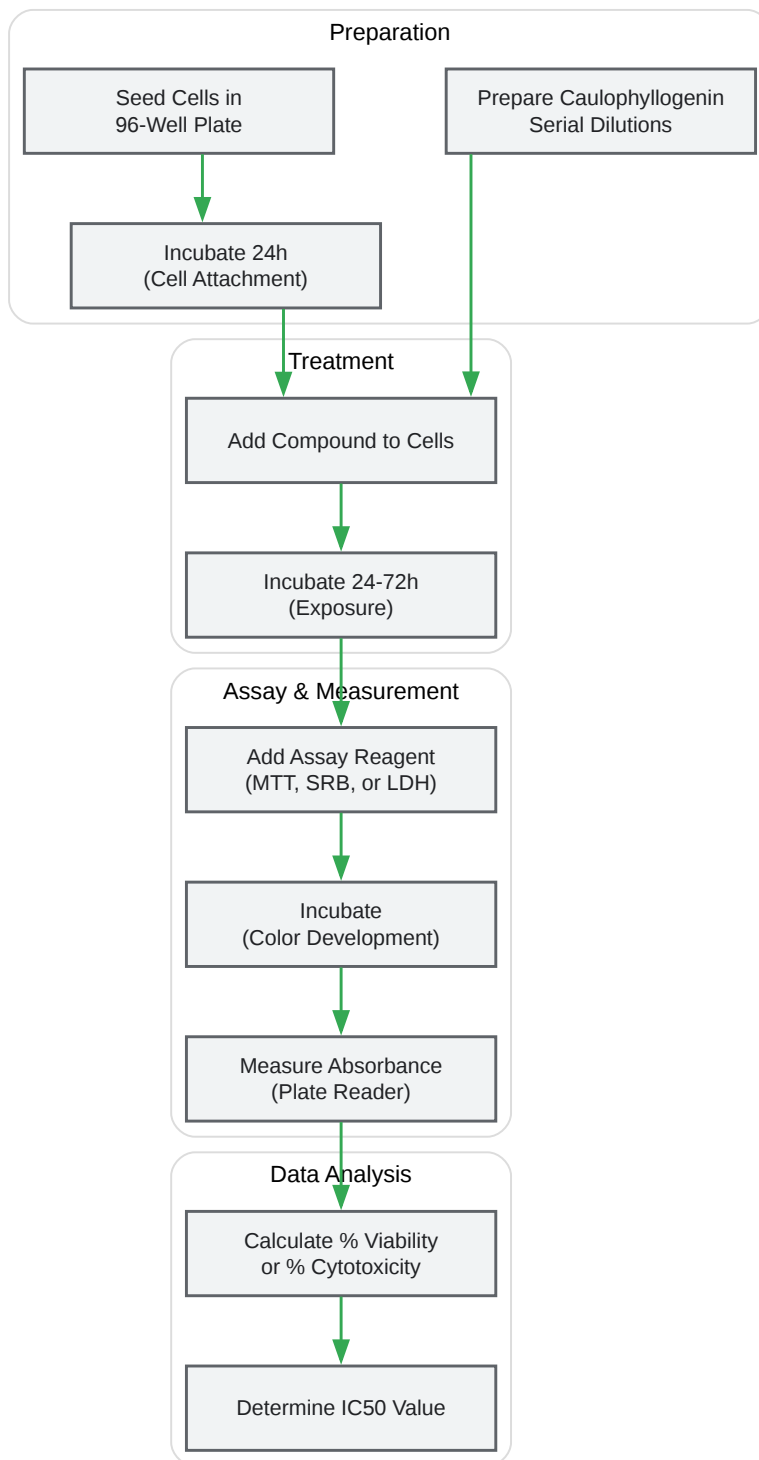 Preparation
Seed Cells in
96-Well Plate
Prepare Caulophyllogenin
Serial Dilutions
Incubate 24h
(Cell Attachment)
Treatment
Add Compound to Cells
Incubate 24-72h
(Exposure)
Assay & Measurement
Add Assay Reagent
(MTT, SRB, or LDH)
Incubate
(Color Development)
Measure Absorbance
(Plate Reader)
Data Analysis
Calculate % Viability
or % Cytotoxicity
Determine IC50 Value